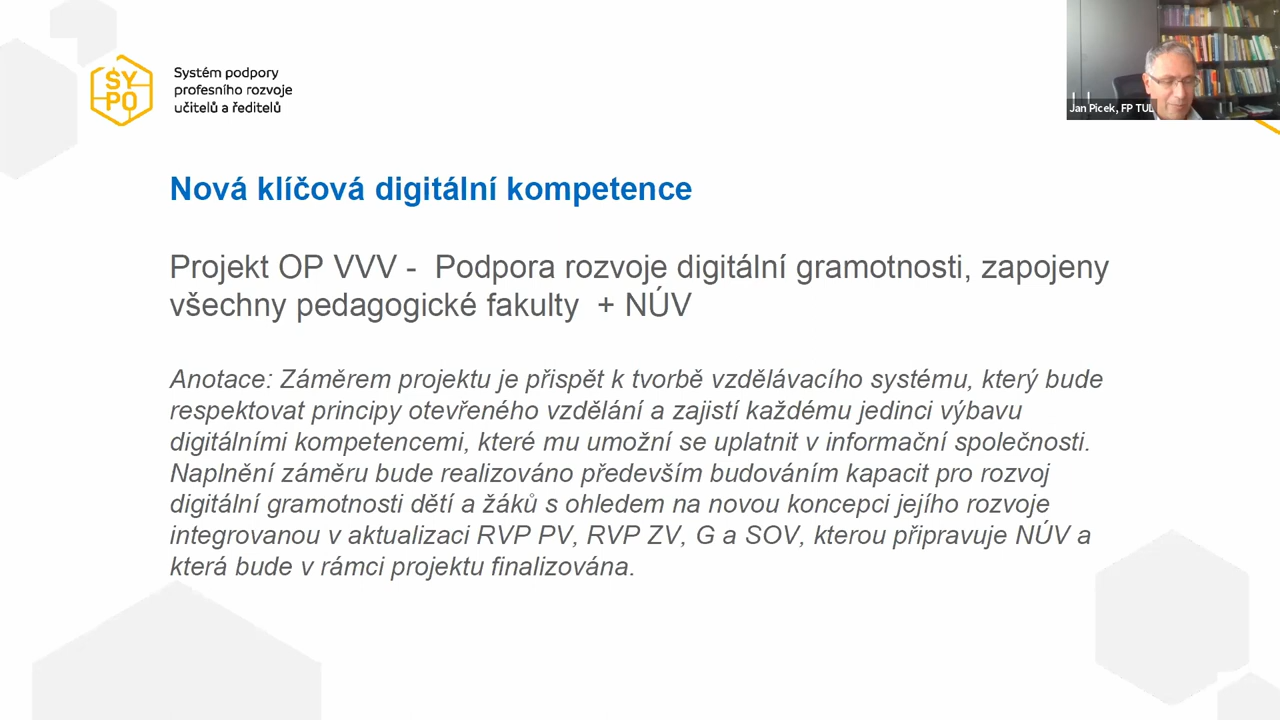 SYPO
Systém podpory
profesního rozvoje
učitelů a ředitelů
Jan Picek, FP TUL
Nová klíčová digitální kompetence
Projekt OP VVV - Podpora rozvoje digitální gramotnosti, zapojeny
všechny pedagogické fakulty + NÚV
Anotace: Záměrem projektu je přispět k tvorbě vzdělávacího systému, který bude
respektovat principy otevřeného vzdělání a zajistí každému jedinci výbavu
digitálními kompetencemi, které mu umožní se uplatnit v informační společnosti.
Naplnění záměru bude realizováno především budováním kapacit pro rozvoj
digitální gramotnosti dětí a žáků s ohledem na novou koncepci jejího rozvoje
integrovanou v aktualizaci RVP PV, RVP ZV, G a SOV, kterou připravuje NÚV a
která bude v rámci projektu finalizována.